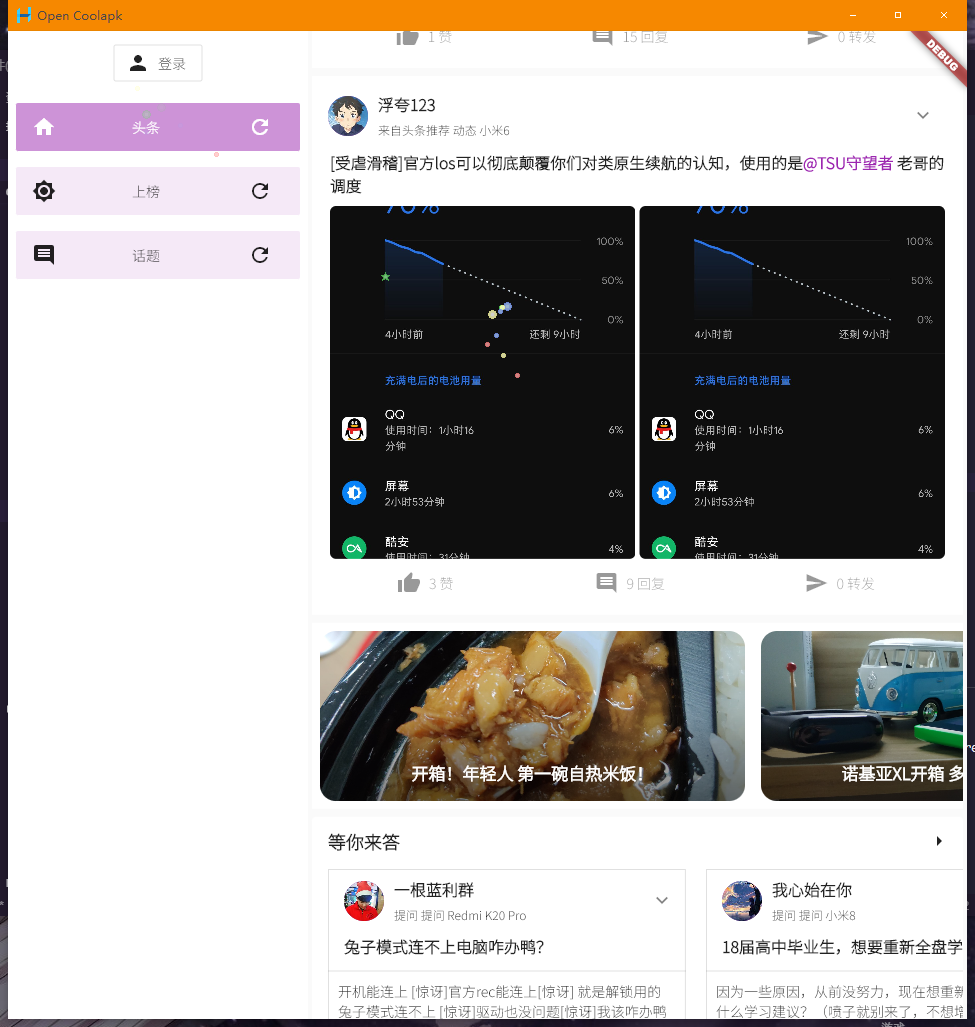 Open Coolapk
DEBUG
登录
头条
上榜
话题
1 赞
15 回复
0 转发
浮夸123
来自头条推荐 动态 小米6
[受虐滑稽]官方los可以彻底颠覆你们对类原生续航的认知，使用的是@TSU守望者 老哥的
调度
70%
100%
50%
0%
4小时前
还剩 9小时
充满电后的电池用量
QQ
使用时间：1小时16
分钟
6%
屏幕
2小时53分钟
6%
酷安
使用时间：31分钟
4%
70%
100%
50%
0%
4小时前
还剩 9小时
充满电后的电池用量
QQ
使用时间：1小时16
分钟
6%
屏幕
2小时53分钟
6%
酷安
使用时间：31分钟
4%
3 赞
9 回复
0 转发
开箱！年轻人 第一碗自热米饭！
诺基亚XL开箱 多
等你来答
一根蓝利群
提问 提问 Redmi K20 Pro
兔子模式连不上电脑咋办鸭？
开机能连上 [惊讶]官方rec能连上[惊讶] 就是解锁用的
兔子模式不上 [惊讶]驱动也没问题[惊讶]我该咋办鸭
我心始在你
提问 提问 小米8
18届高中毕业生，想要重新全盘学
因为一些原因，从前没努力，现在想重新
什么学习建议？（喷子就别来了，不想增